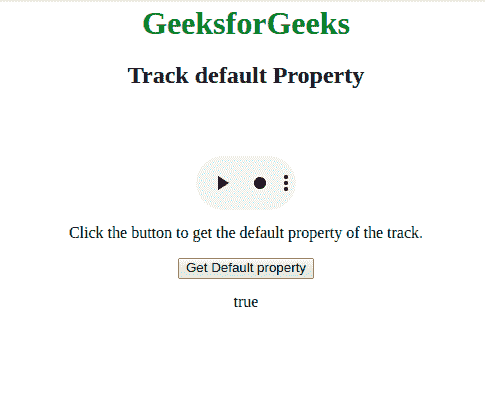 GeeksforGeeks
Track default Property
Click the button to get the default property of the track.
Get Default property
true